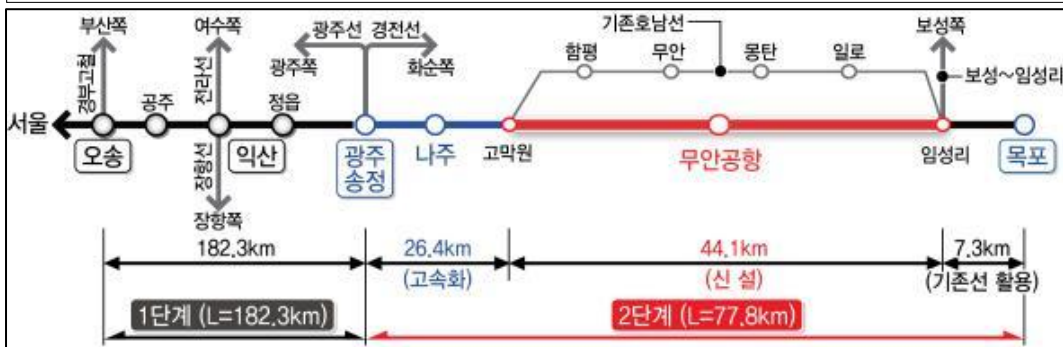 부산쪽
여수쪽
광주선 경전선
기존호남선
보성쪽
광주쪽
화순쪽
함평
무안
몽탄
일로
보성~임성리
경부고철
공주
전라선
정읍
서울
오송
장항선
익산
광주
송정
나주
고막원
무안공항
임성리
목포
장항쪽
182.3km
26.4km
44.1km
7.3km
(고속화)
(신 설)
(기존선 활용)
1단계 (L=182.3km)
2단계 (L=77.8km)